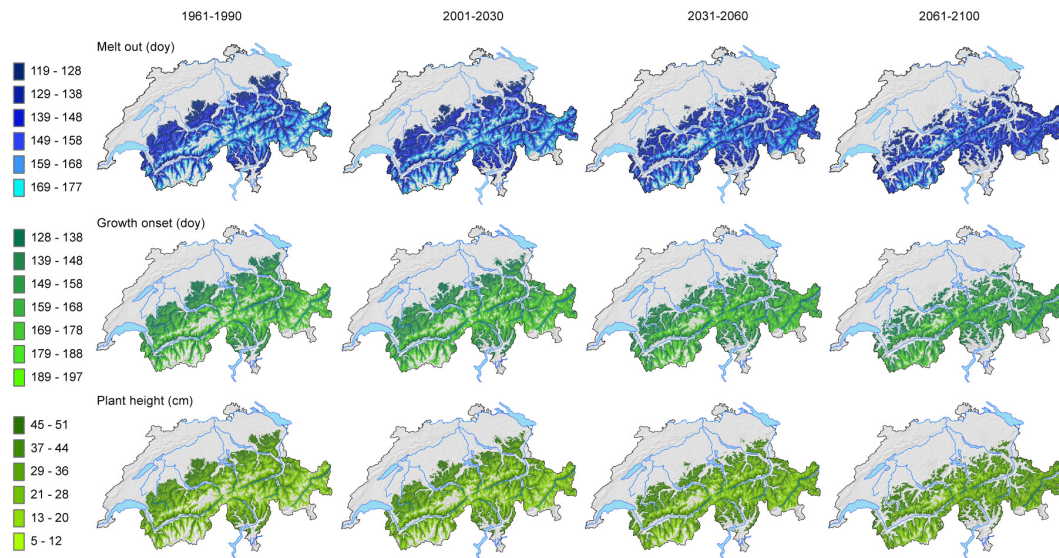 1961-1990 2001-2030 2031-2060 2061-2100
Melt out (doy)
119 - 128
129 - 138
139 - 148
149 - 158
159 - 168
169 - 177
Growth onset (doy)
128 - 138
139 - 148
149 - 158
159 - 168
169 - 178
179 - 188
189 - 197
Plant height (cm)
45 - 51
37 - 44
29 - 36
21 - 28
13 - 20
5 - 12